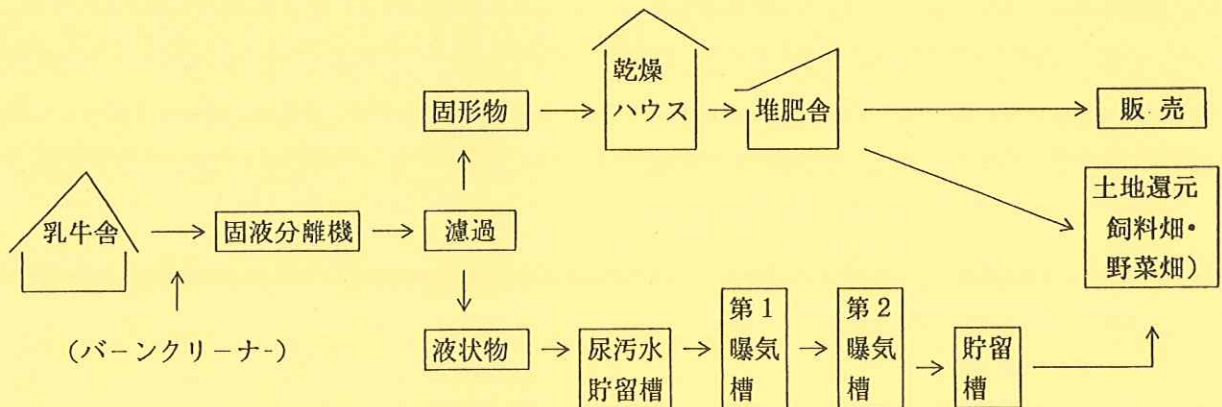 乾燥
ハウス
固形物
堆肥舎
販売
土地還元
飼料畑・
野菜畑)
乳牛舎
固液分離機
濾過
(バーンクリーナー)
液状物
尿汚水
貯留槽
第1
曝気
槽
第2
曝気
槽
貯留
槽